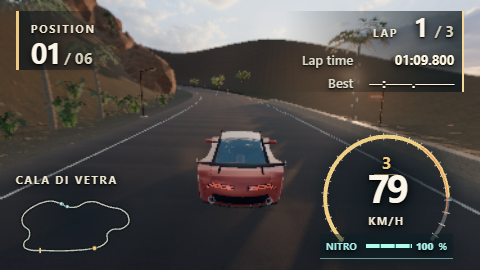 POSITION
01 / 06
LAP 1 / 3
Lap time 01:09.800
Best --:--.---
CALA DI VETRA
3
79
KM/H
NITRO 100 %